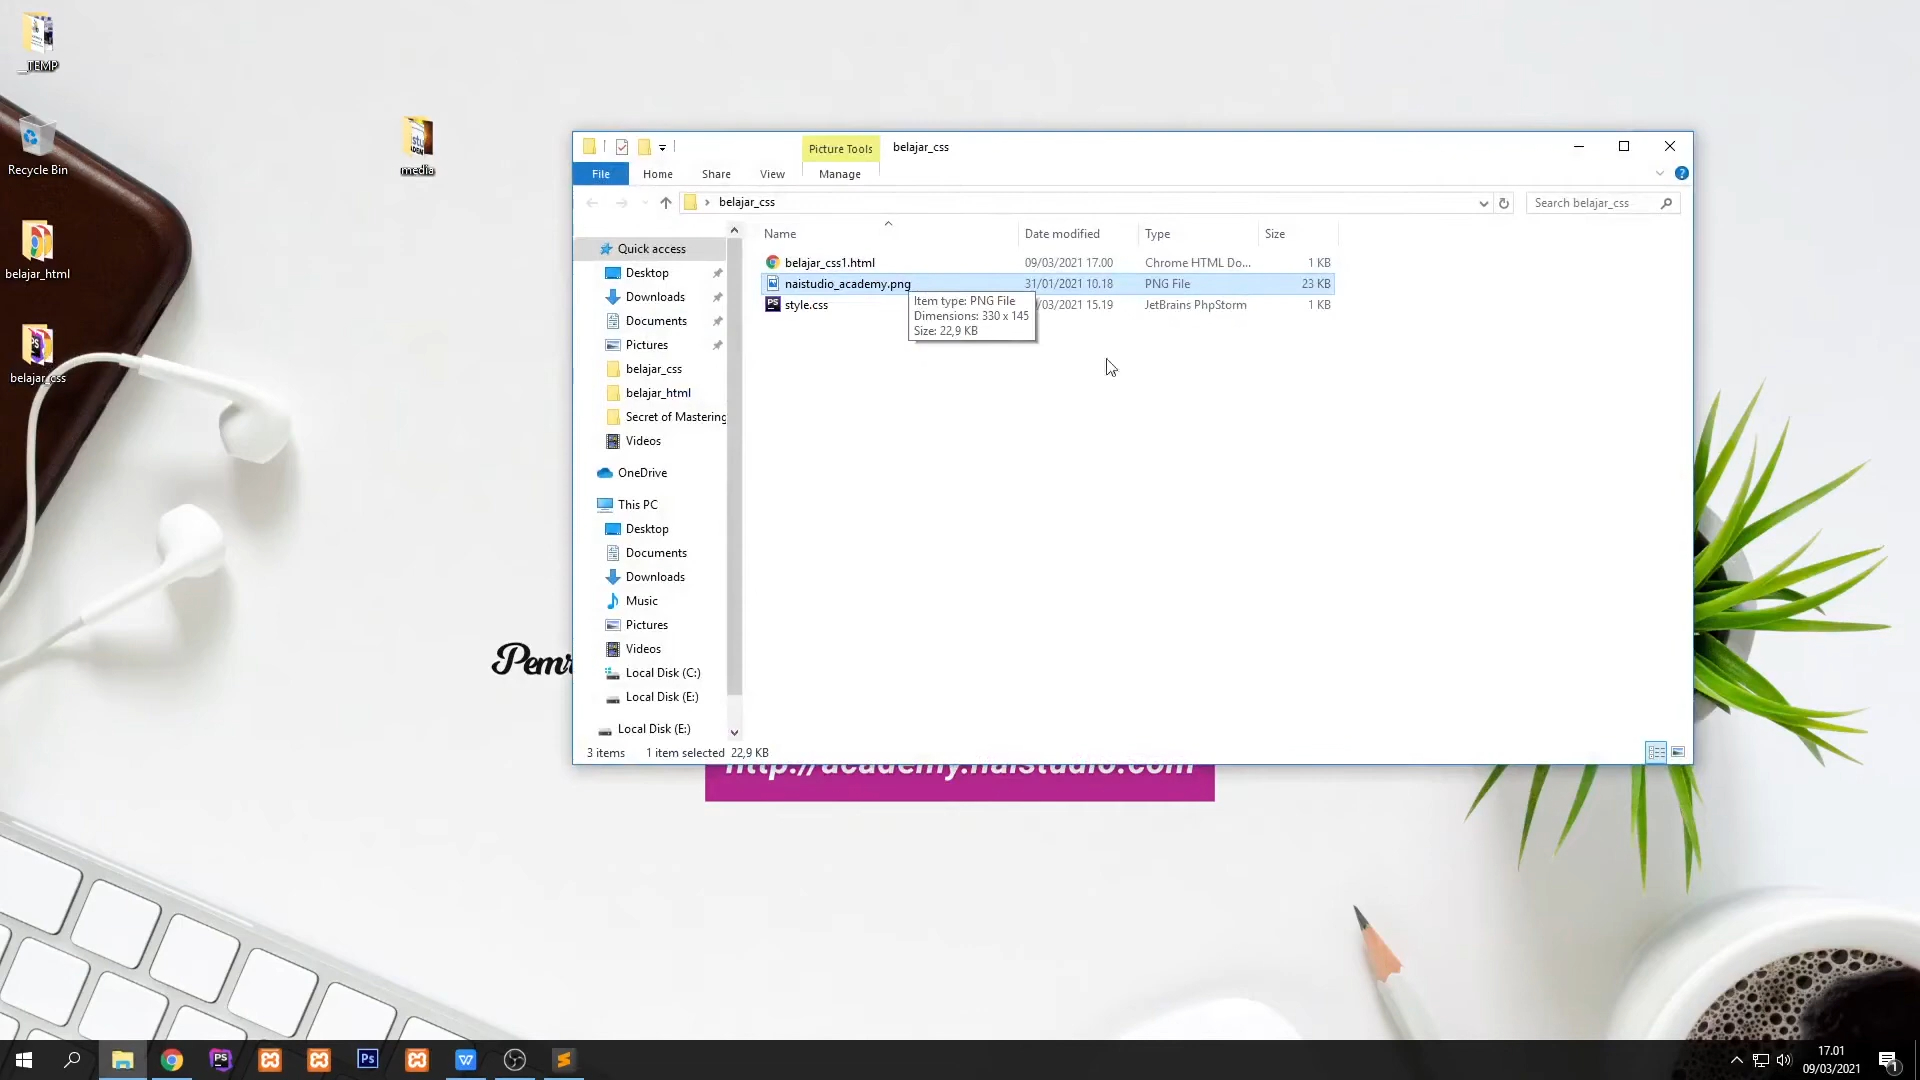 __TEMP
Recycle Bin
belajar_html
belajar_css
media
Picture Tools
belajar_css
File
Home
Share
View
Manage
belajar_css
Search belajar_css
Name
Date modified
Type
Size
belajar_css1.html
09/03/2021 17.00
Chrome HTML Do...
1 KB
naistudio_academy.png
31/01/2021 10.18
PNG File
23 KB
style.css
/03/2021 15.19
JetBrains PhpStorm
1 KB
Item type: PNG File
Dimensions: 330 x 145
Size: 22,9 KB
Quick access
Desktop
Downloads
Documents
Pictures
belajar_css
belajar_html
Secret of Mastering
Videos
OneDrive
This PC
Desktop
Documents
Downloads
Music
Pictures
Videos
Local Disk (C:)
Local Disk (E:)
Local Disk (E:)
3 items
1 item selected
22,9 KB
http://academy.naistudio.com
17.01
09/03/2021